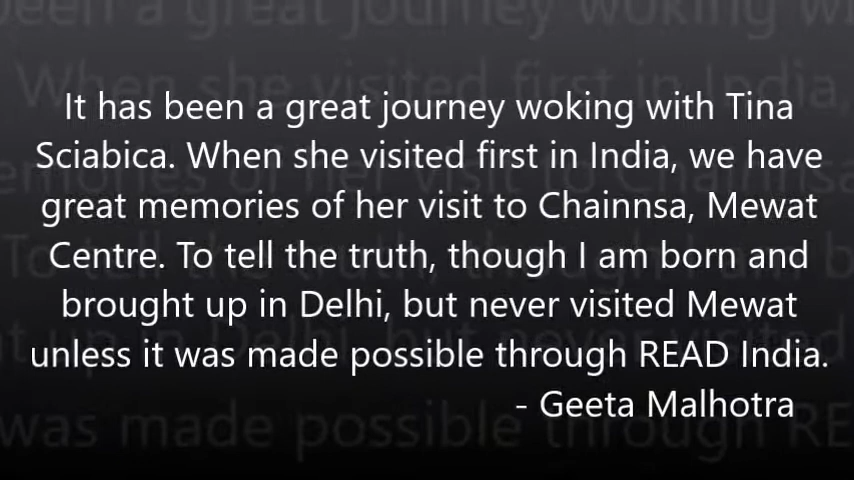 It has been a great journey woking with Tina
Sciabica. When she visited first in India, we have
great memories of her visit to Chainnsa, Mewat
Centre. To tell the truth, though I am born and
brought up in Delhi, but never visited Mewat
unless it was made possible through READ India.
- Geeta Malhotra